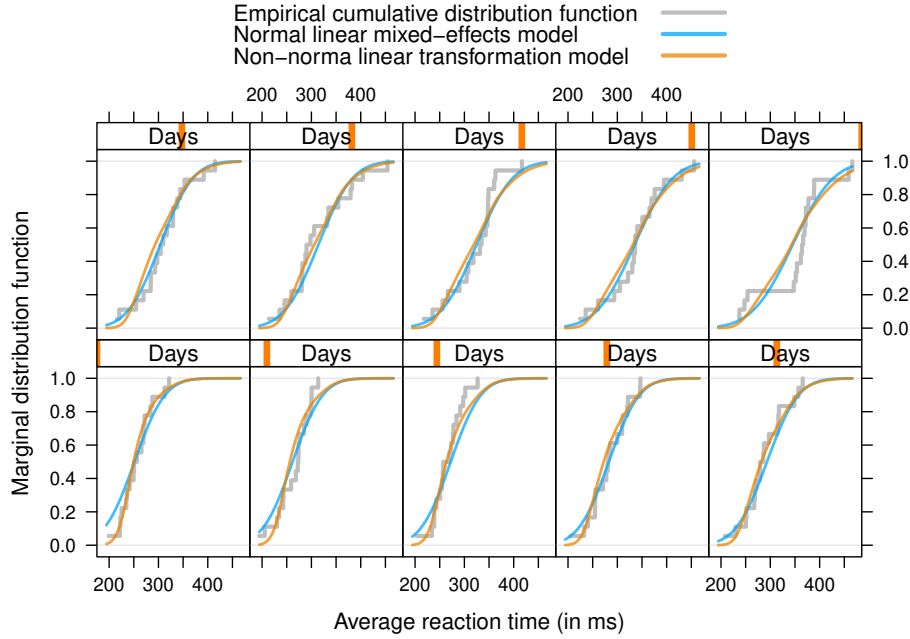 Empirical cumulative distribution function
Normal linear mixed−effects model
Non−norma linear transformation model
200 300 400 200 300 400
Days Days Days Days Days
1.0
0.8
0.6
0.4
0.2
0.0
Days Days Days Days Days
1.0
0.8
0.6
0.4
0.2
0.0
200 300 400 200 300 400 200 300 400
Marginal distribution function
Average reaction time (in ms)